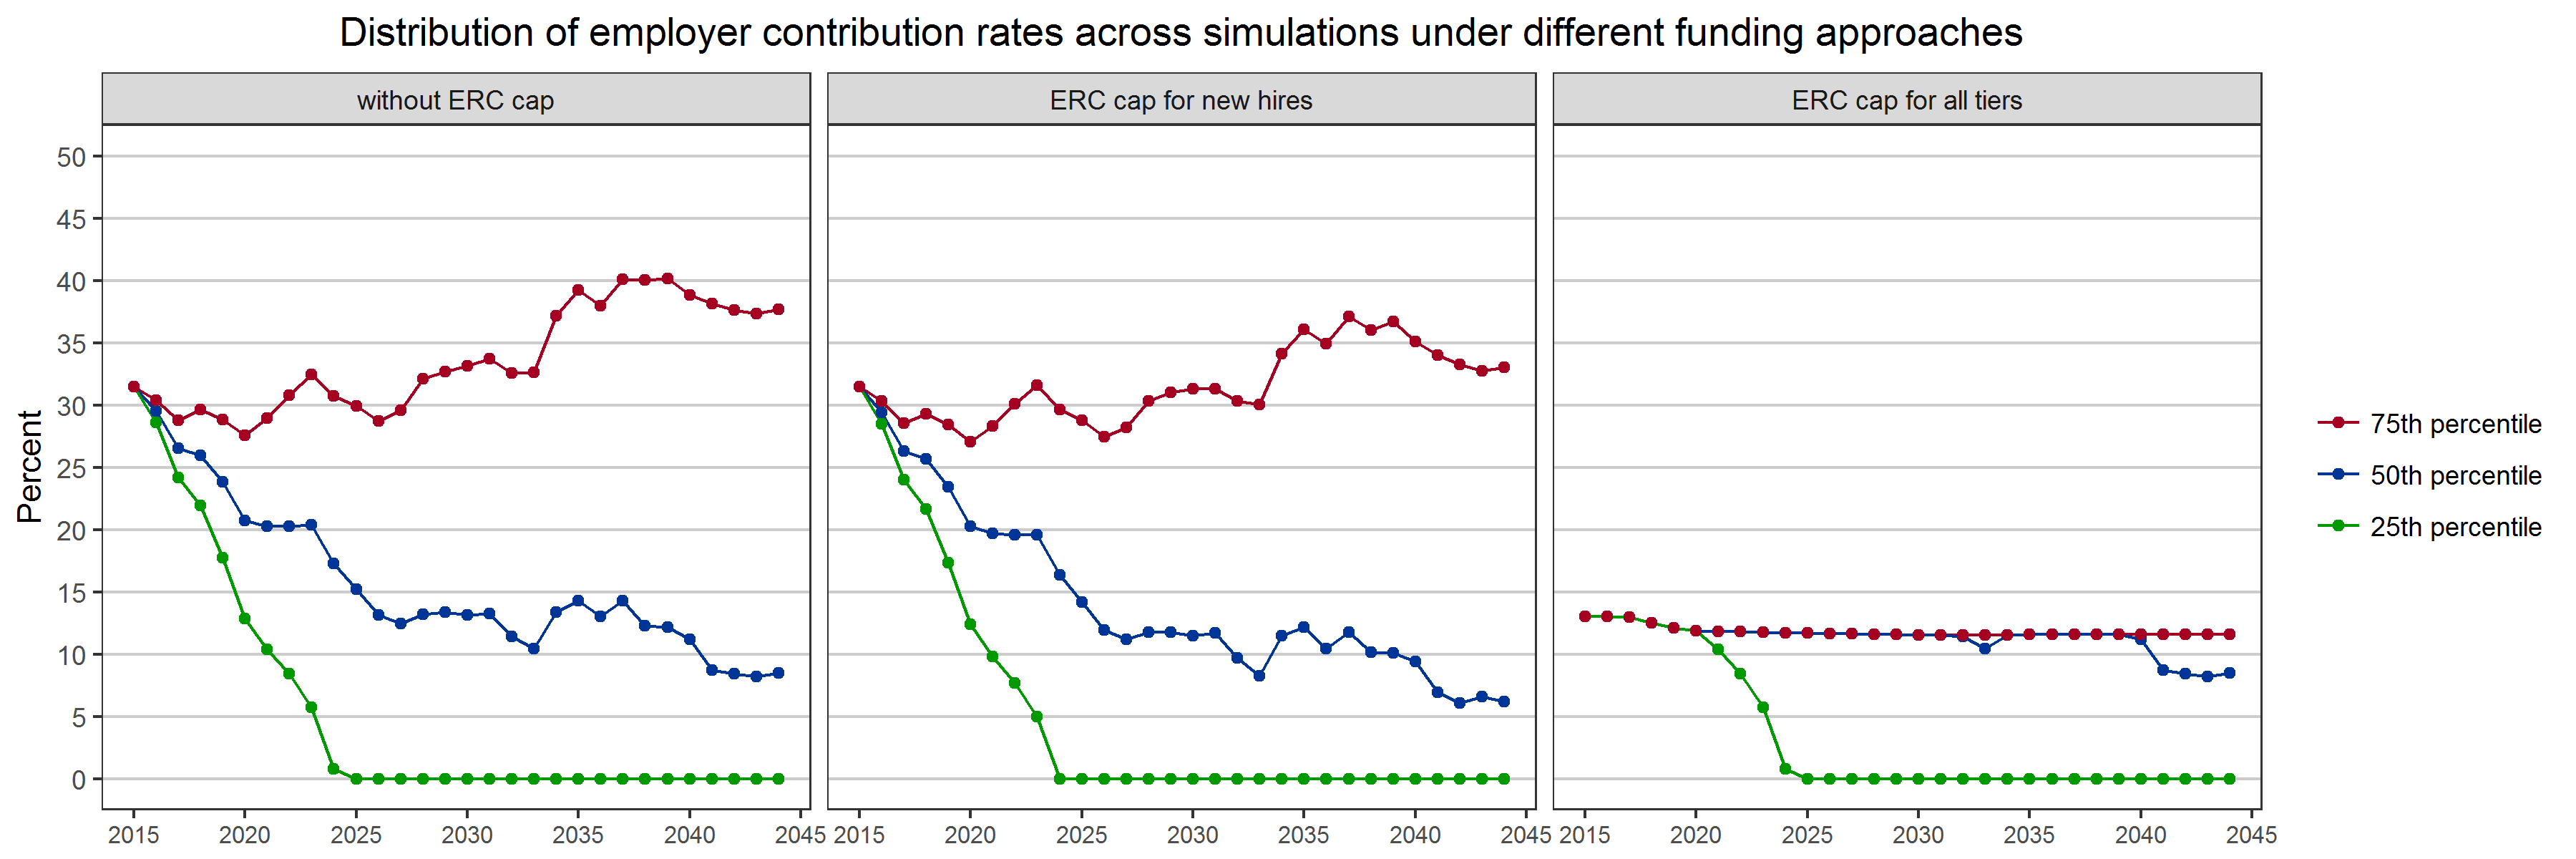 Distribution of employer contribution rates across simulations under different funding approaches
without ERC cap
ERC cap for new hires
ERC cap for all tiers
Percent
50
45
40
35
30
25
20
15
10
5
0
2015 2020 2025 2030 2035 2040 2045
2015 2020 2025 2030 2035 2040 2045
2015 2020 2025 2030 2035 2040 2045
75th percentile
50th percentile
25th percentile